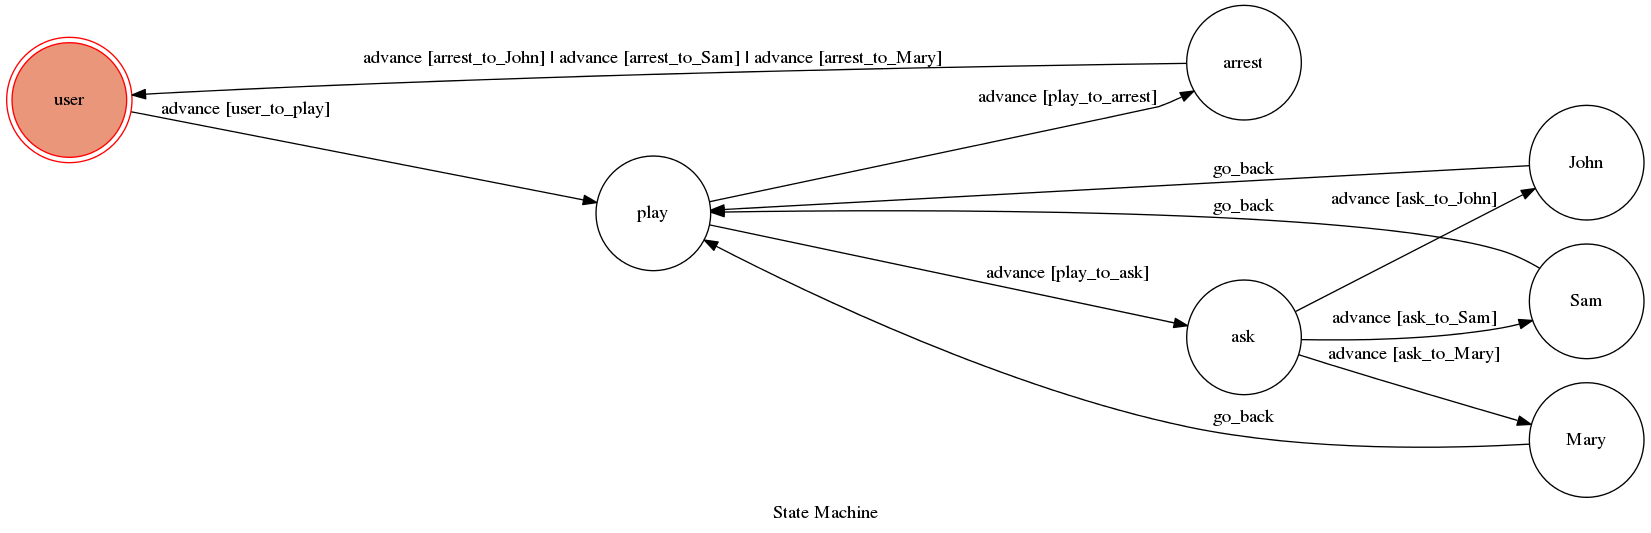 arrest
advance [arrest_to_John] | advance [arrest_to_Sam] | advance [arrest_to_Mary]
user
advance [play_to_arrest]
advance [user_to_play]
John
go_back
advance [ask_to_John]
go_back
play
advance [play_to_ask]
Sam
advance [ask_to_Sam]
ask
advance [ask_to_Mary]
go_back
Mary
State Machine